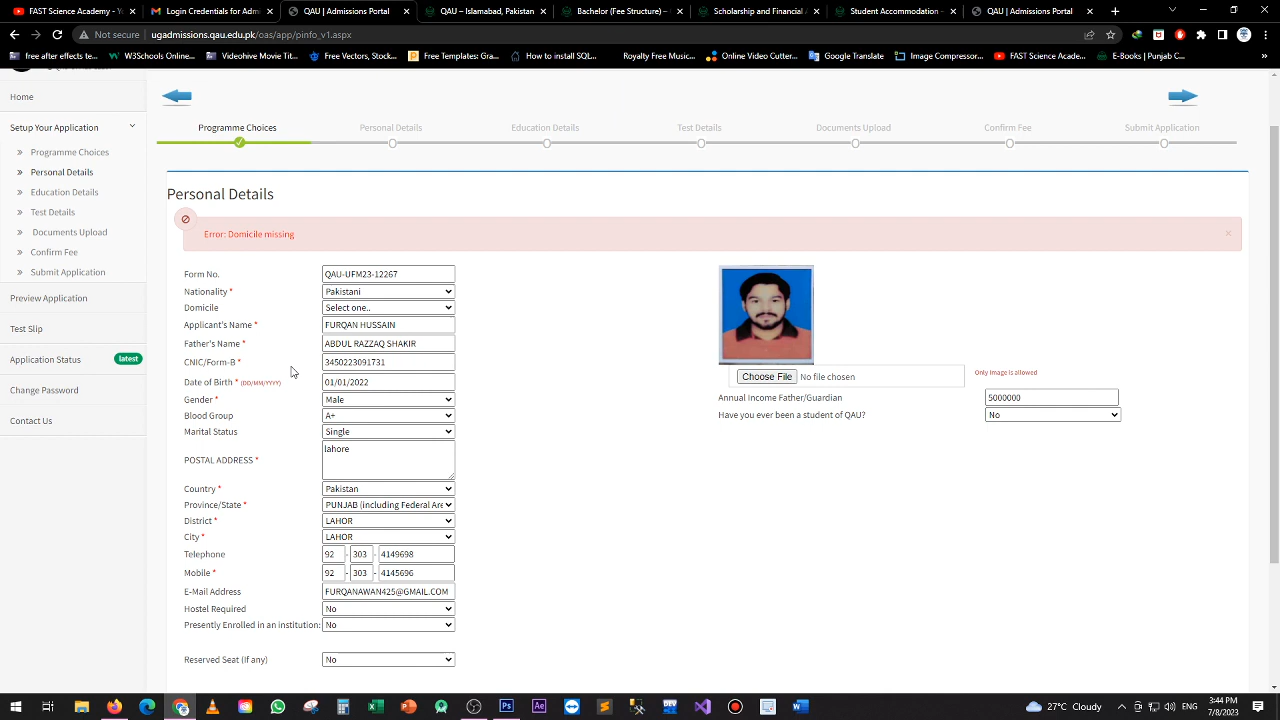 FAST Science Academy - YouTu
Login Credentials for Admi
QAU | Admissions Portal
QAU – Islamabad, Pakistan
Bachelor (Fee Structure) –
Scholarship and Financial
Student Accommodation -
QAU | Admissions Portal
Not secure ugadmissions.qau.edu.pk/oas/app/pinfo_v1.aspx
free after effects te...
W3Schools Online...
Videohive Movie Tit...
Free Vectors, Stock...
Free Templates: Gra...
How to install SQL...
Royalty Free Music...
Online Video Cutter...
Google Translate
Image Compressor...
FAST Science Acade...
E-Books | Punjab C...
Home
Setup Your Application
Programme Choices
Personal Details
Education Details
Test Details
Documents Upload
Confirm Fee
Submit Application
Preview Application
Test Slip
Application Status latest
Change Password
Contact Us
Programme Choices Personal Details Education Details Test Details Documents Upload Confirm Fee Submit Application
Personal Details
Error: Domicile missing ×
Form No. QAU-UFM23-12267
Nationality * Pakistani
Domicile Select one..
Applicant's Name * FURQAN HUSSAIN
Father's Name * ABDUL RAZZAQ SHAKIR
CNIC/Form-B * 3450223091731
Date of Birth * (DD/MM/YYYY) 01/01/2022
Gender * Male
Blood Group A+
Marital Status Single
POSTAL ADDRESS * lahore
Country * Pakistan
Province/State * PUNJAB (including Federal Are
District * LAHOR
City * LAHOR
Telephone 92 - 303 - 4149698
Mobile * 92 - 303 - 4145696
E-Mail Address FURQANAWAN425@GMAIL.COM
Hostel Required No
Presently Enrolled in an institution: No
Reserved Seat (If any) No
Choose File No file chosen Only Image is allowed
Annual Income Father/Guardian 5000000
Have you ever been a student of QAU? No
27°C Cloudy
3:44 PM
7/8/2023